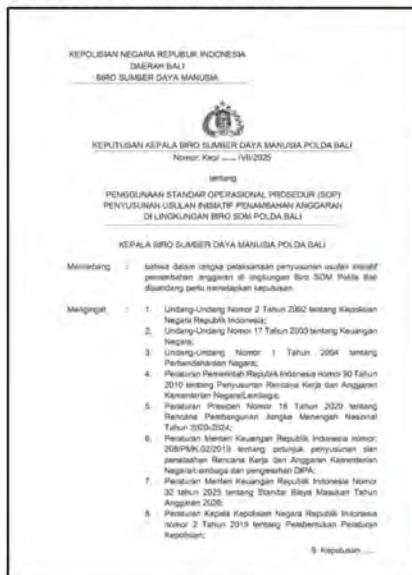 KEPOLISIAN NEGARA REPUBLIK INDONESIA
DAERAH BALI
BIRO SUMBER DAYA MANUSIA
KEPUTUSAN KEPALA BIRO SUMBER DAYA MANUSIA POLDA BALI
Nomor: Kep/ ...... /VII/2025
tentang
PENGGUNAAN STANDAR OPERASIONAL PROSEDUR (SOP)
PENYUSUNAN USULAN INISIATIF PENAMBAHAN ANGGARAN
DI LINGKUNGAN BIRO SDM POLDA BALI
KEPALA BIRO SUMBER DAYA MANUSIA POLDA BALI
Menimbang : bahwa dalam rangka pelaksanaan penyusunan usulan inisiatif
penambahan anggaran di lingkungan Biro SDM Polda Bali
dipandang perlu menetapkan keputusan.
Mengingat : 1. Undang-Undang Nomor 2 Tahun 2002 tentang Kepolisian
Negara Republik Indonesia;
2. Undang-Undang Nomor 17 Tahun 2003 tentang Keuangan
Negara;
3. Undang-Undang Nomor 1 Tahun 2004 tentang
Perbendaharaan Negara;
4. Peraturan Pemerintah Republik Indonesia nomor 90 Tahun
2010 tentang Penyusunan Rencana Kerja dan Anggaran
Kementerian Negara/Lembaga;
5. Peraturan Presiden Nomor 18 Tahun 2020 tentang
Rencana Pembangunan Jangka Menengah Nasional
Tahun 2020-2024;
6. Peraturan Menteri Keuangan Republik Indonesia nomor:
208/PMK.02/2019 tentang petunjuk penyusunan dan
penelaahan Rencana Kerja dan Anggaran Kementerian
Negara/Lembaga dan pengesahan DIPA;
7. Peraturan Menteri Keuangan Republik Indonesia Nomor
32 tahun 2025 tentang Standar Biaya Masukan Tahun
Anggaran 2026;
8. Peraturan Kepala Kepolisian Negara Republik Indonesia
nomor 2 Tahun 2019 tentang Pembentukan Peraturan
Kepolisian;
9. Keputusan .....